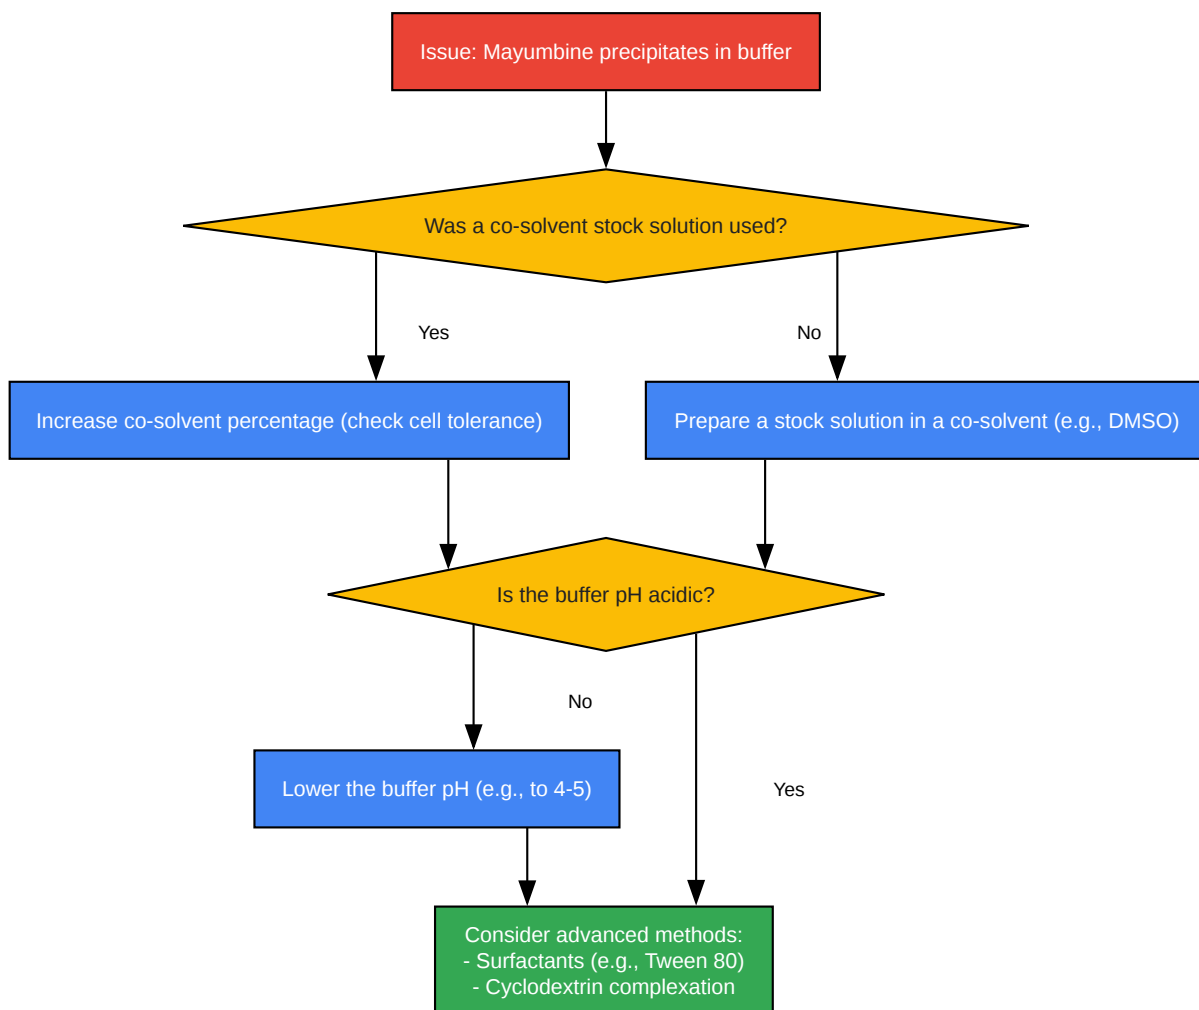 Issue: Mayumbine precipitates in buffer
Was a co-solvent stock solution used?
Yes
No
Increase co-solvent percentage (check cell tolerance)
Prepare a stock solution in a co-solvent (e.g., DMSO)
Is the buffer pH acidic?
No
Lower the buffer pH (e.g., to 4-5)
Yes
Consider advanced methods:
- Surfactants (e.g., Tween 80)
- Cyclodextrin complexation